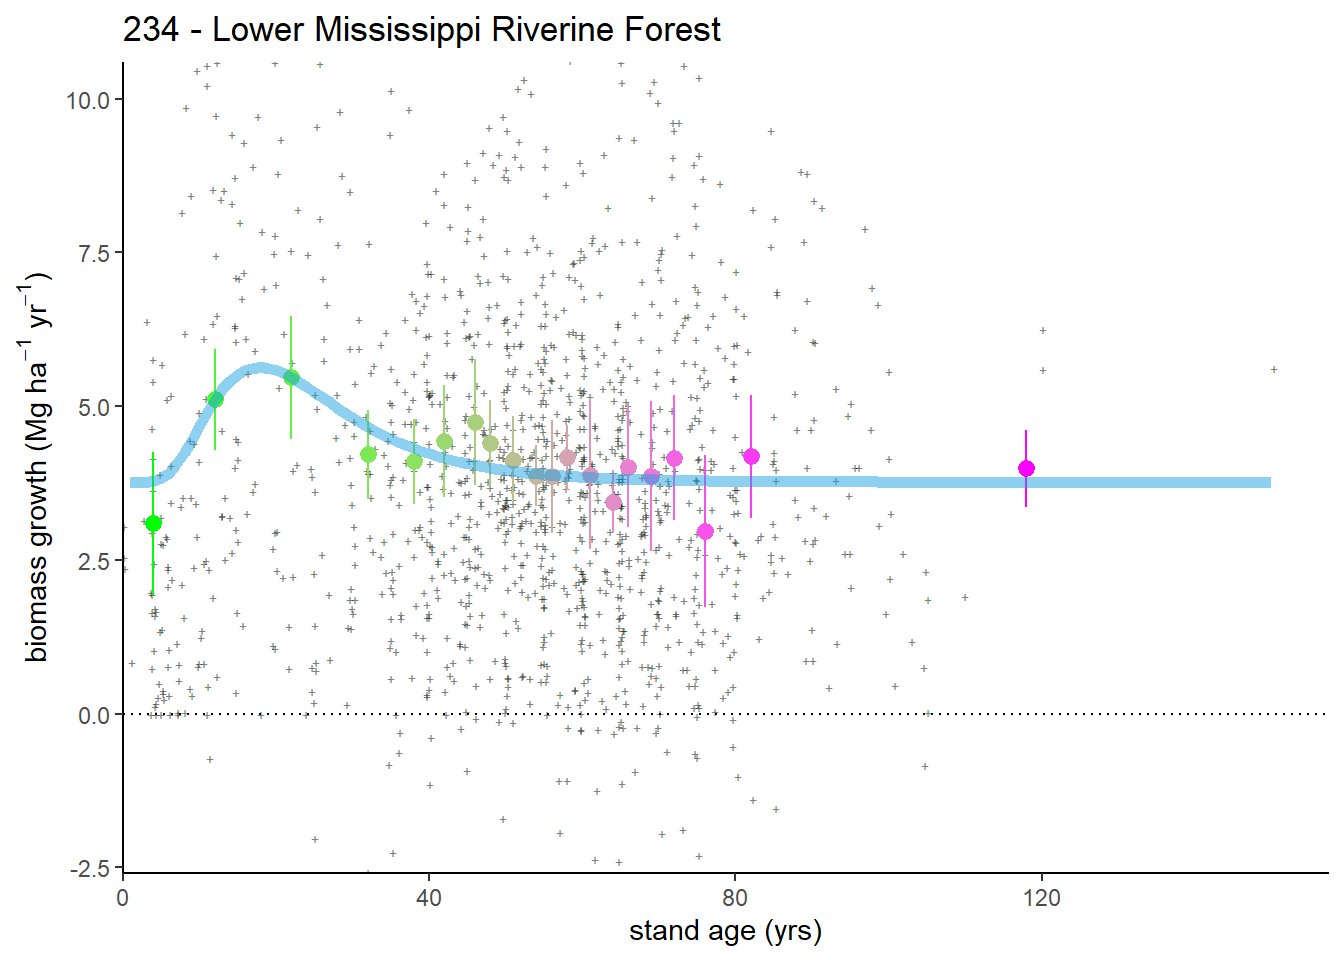 234 - Lower Mississippi Riverine Forest
biomass growth (Mg ha⁻¹ yr⁻¹)
10.0
7.5
5.0
2.5
0.0
-2.5
0 40 80 120
stand age (yrs)